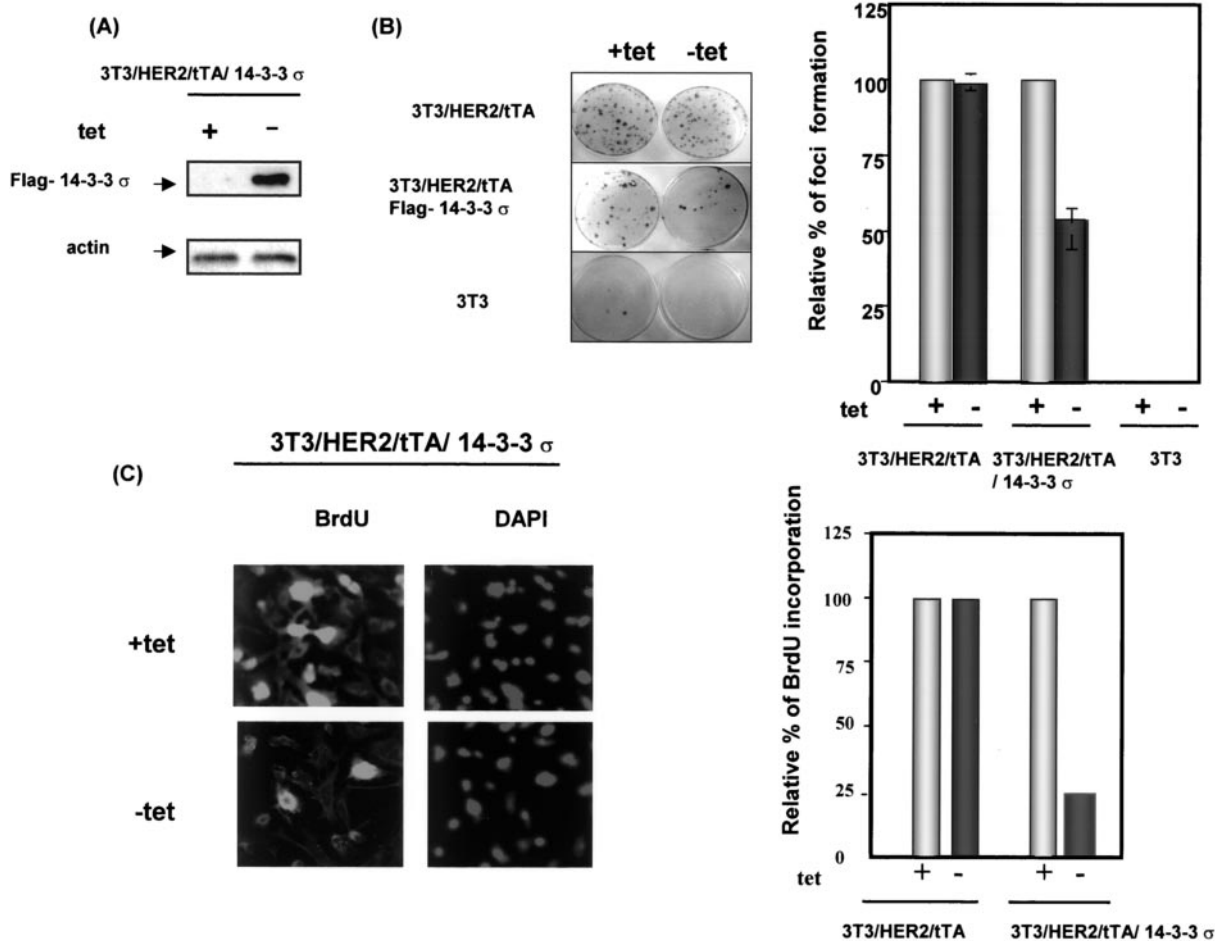 (A)
3T3/HER2/tTA/ 14-3-3 σ
tet + −
Flag- 14-3-3 σ
actin
(B)
+tet -tet
3T3/HER2/tTA
3T3/HER2/tTA
Flag- 14-3-3 σ
3T3
Relative % of foci formation
125
100
75
50
25
0
tet + - + - + -
3T3/HER2/tTA 3T3/HER2/tTA 3T3
/ 14-3-3 σ
(C)
3T3/HER2/tTA/ 14-3-3 σ
BrdU DAPI
+tet
-tet
Relative % of BrdU incorporation
125
100
75
50
25
0
tet + - + -
3T3/HER2/tTA 3T3/HER2/tTA/ 14-3-3 σ